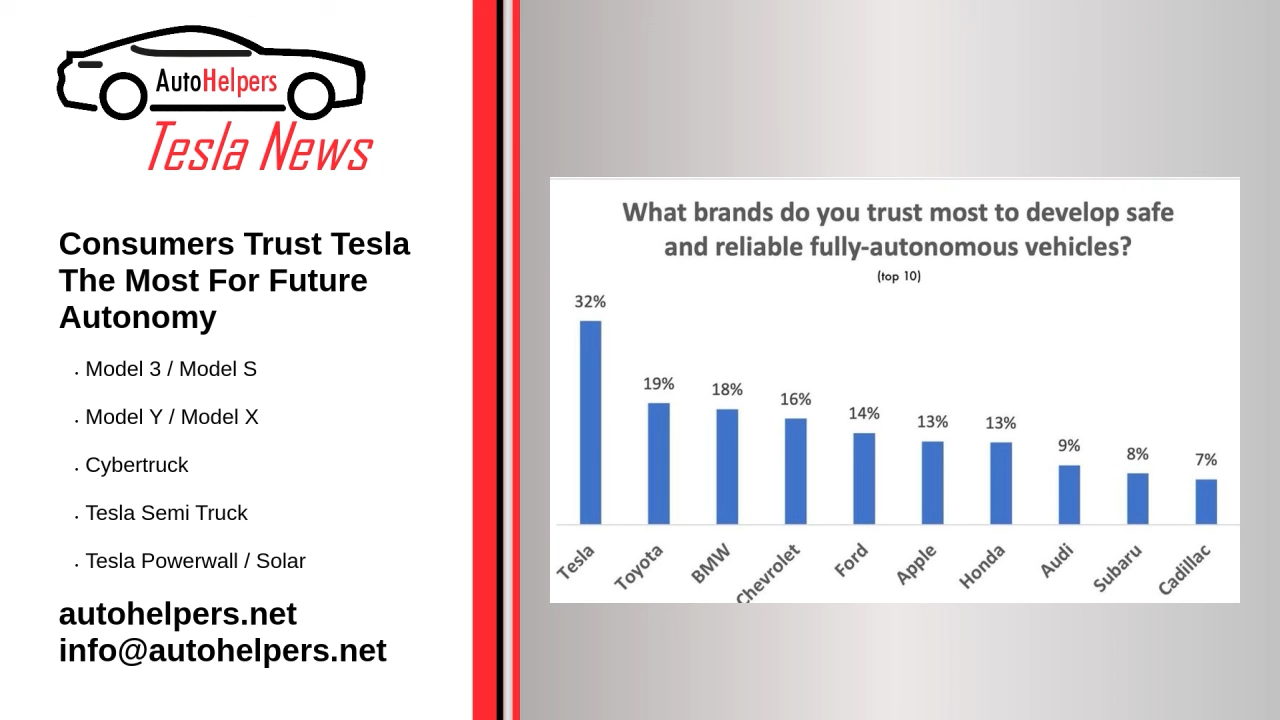 AutoHelpers
Tesla News
Consumers Trust Tesla
The Most For Future
Autonomy
· Model 3 / Model S
· Model Y / Model X
· Cybertruck
· Tesla Semi Truck
· Tesla Powerwall / Solar
autohelpers.net
info@autohelpers.net
What brands do you trust most to develop safe
and reliable fully-autonomous vehicles?
(top 10)
32%
19%
18%
16%
14%
13%
13%
9%
8%
7%
Tesla
Toyota
BMW
Chevrolet
Ford
Apple
Honda
Audi
Subaru
Cadillac